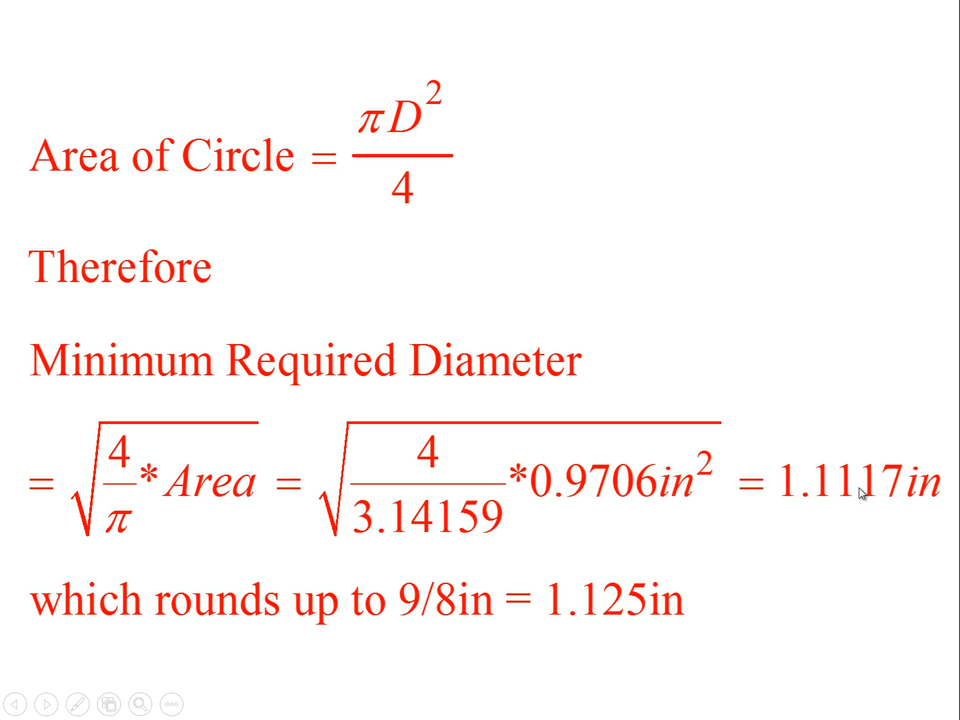 Area of Circle = πD²/4
Therefore
Minimum Required Diameter
= √(4/π * Area) = √(4/3.14159 *0.9706in²) = 1.1117in
which rounds up to 9/8in = 1.125in